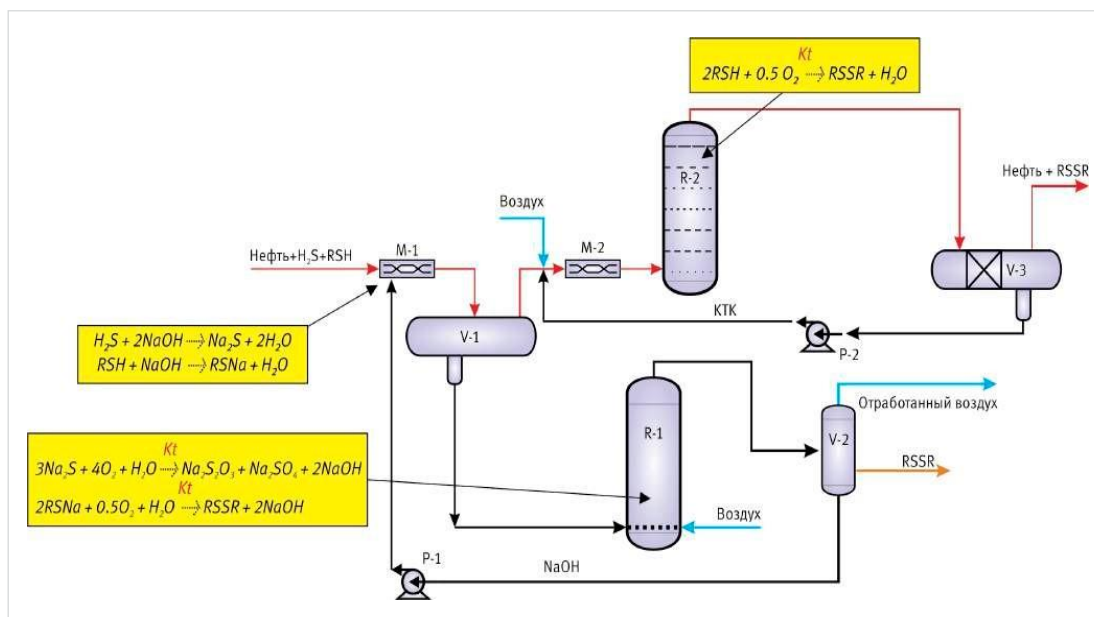 Kt
2RSH + 0.5 O₂ ⟶ RSSR + H₂O
R-2
Нефть + RSSR
Воздух
M-1
M-2
Нефть+H₂S+RSH
V-3
КТК
V-1
P-2
H₂S + 2NaOH ⟶ Na₂S + 2H₂O
RSH + NaOH ⟶ RSNa + H₂O
Отработанный воздух
R-1
V-2
Kt
3Na₂S + 4O₂ + H₂O ⟶ Na₂S₂O₃ + Na₂SO₄ + 2NaOH
RSSR
Kt
2RSNa + 0.5O₂ + H₂O ⟶ RSSR + 2NaOH
Воздух
P-1
NaOH